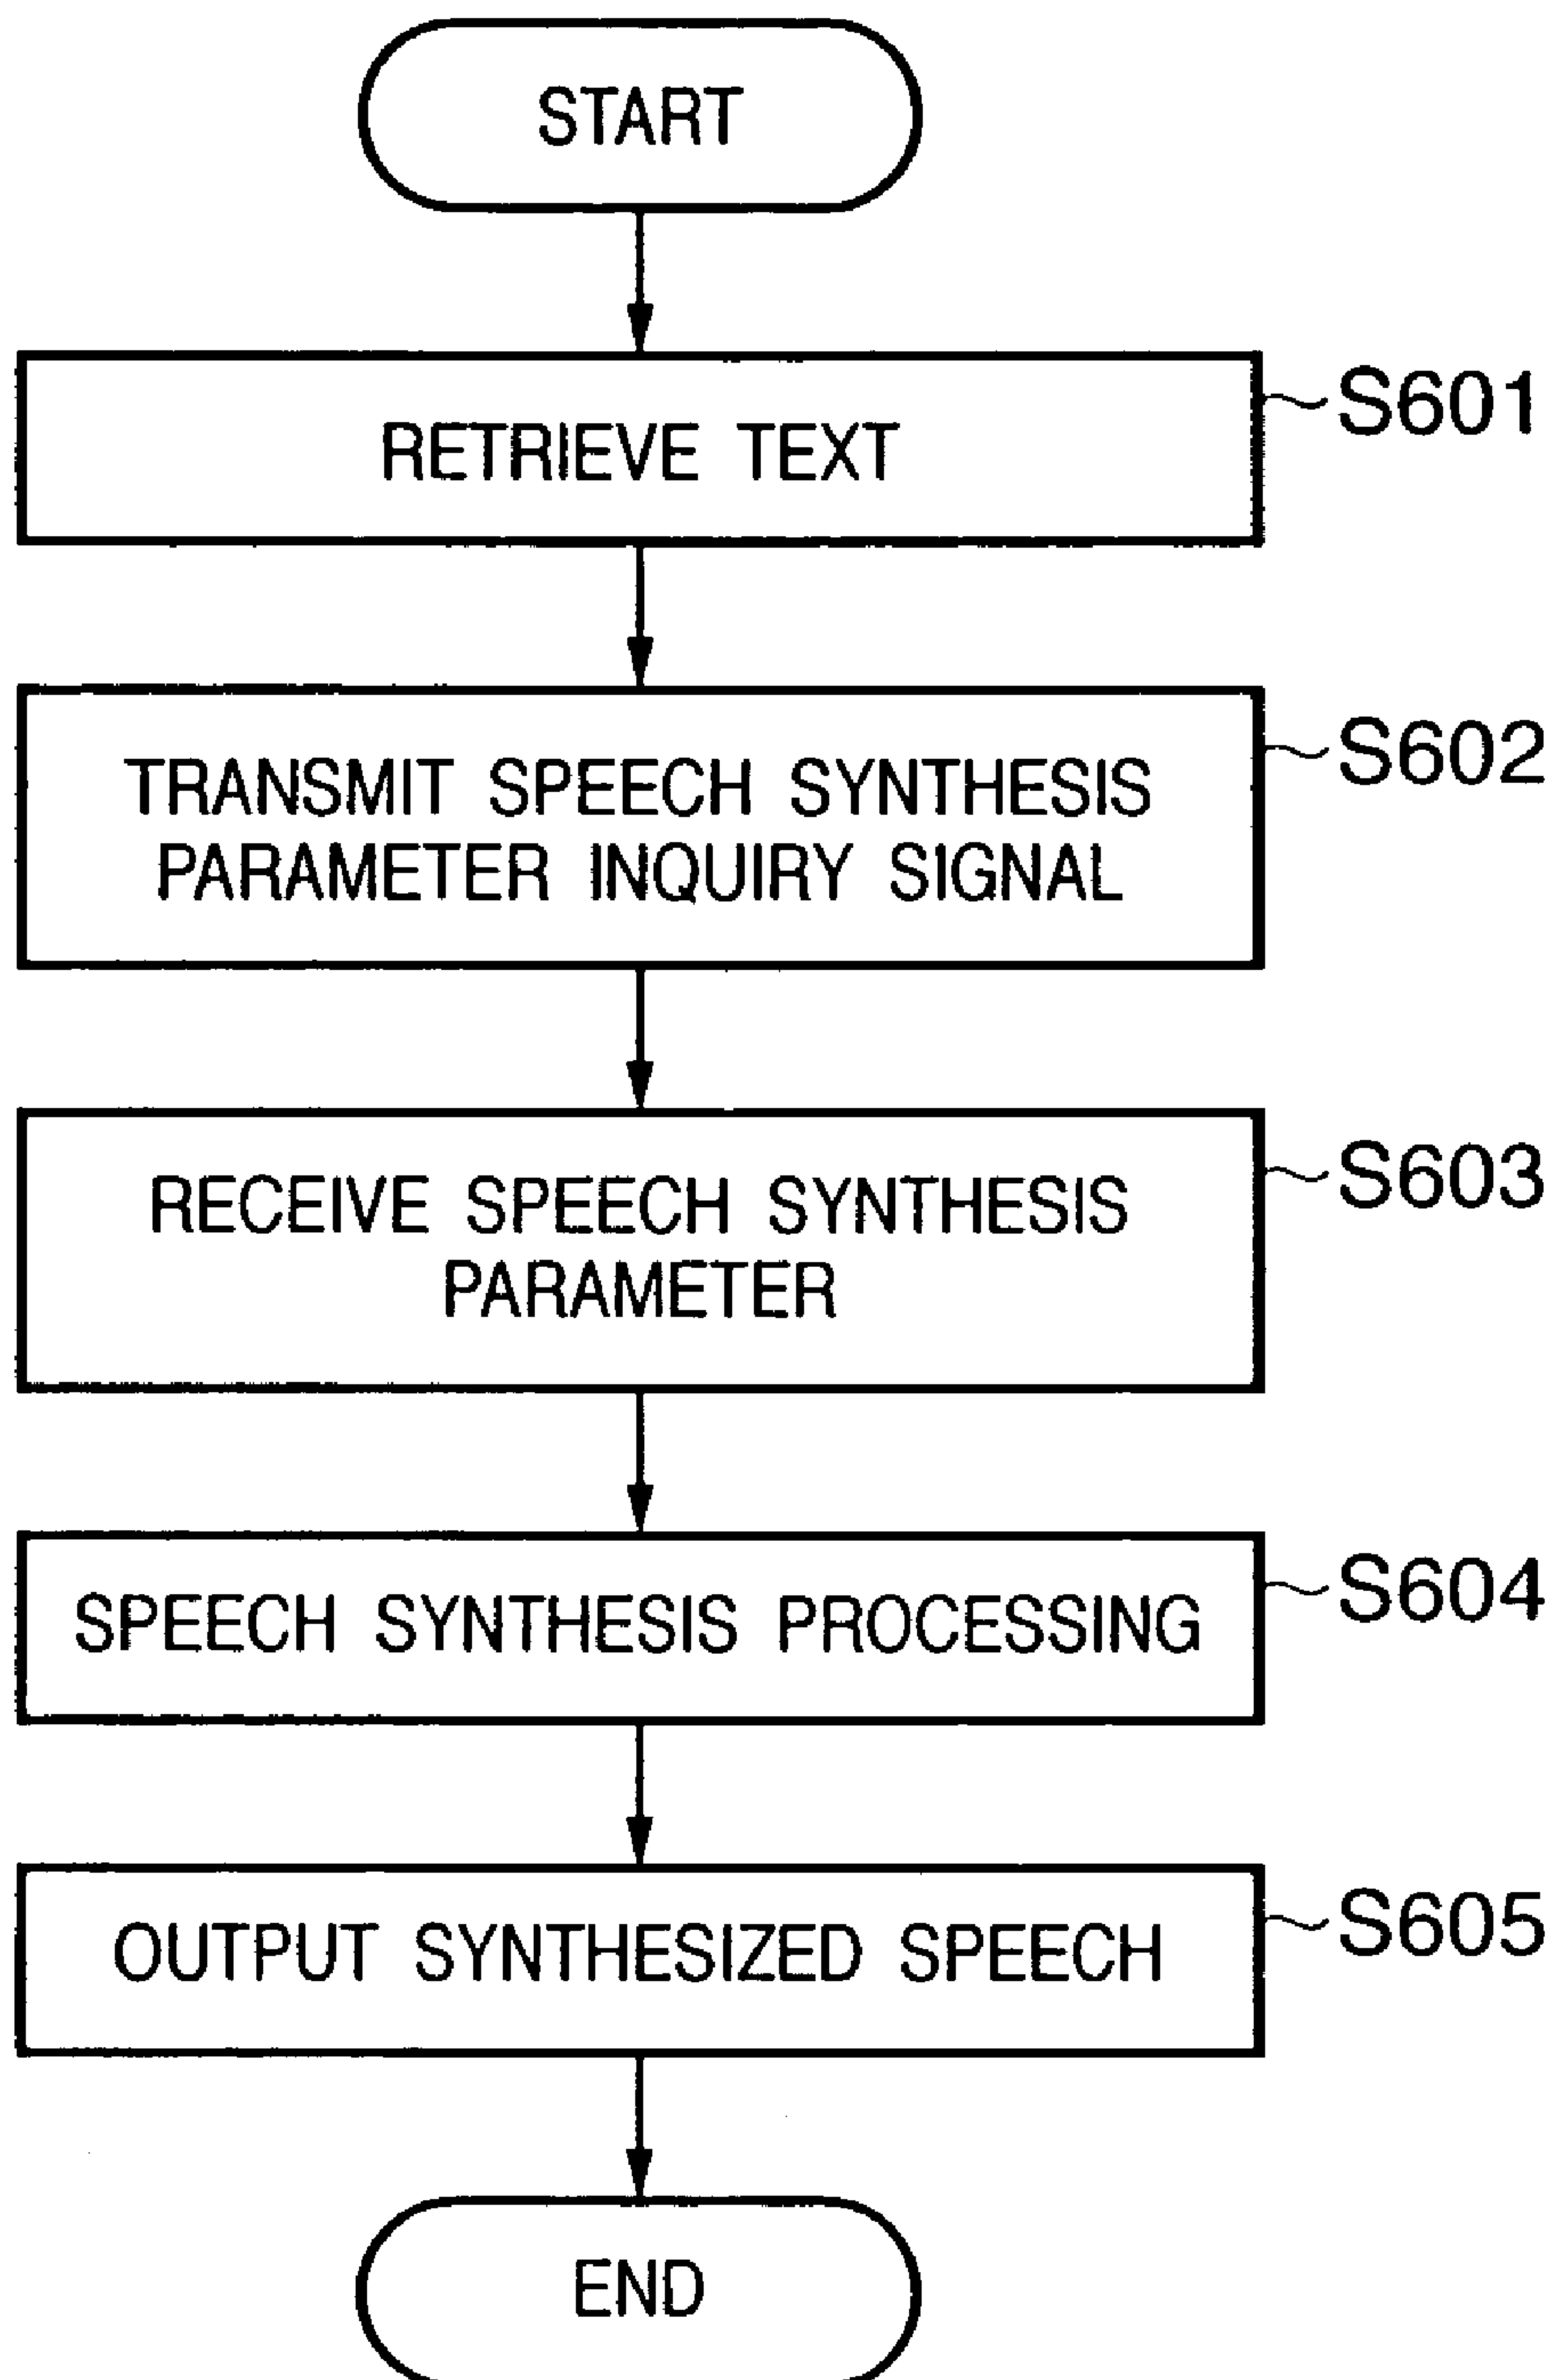 START
RETRIEVE TEXT
S601
TRANSMIT SPEECH SYNTHESIS
PARAMETER INQUIRY SIGNAL
S602
RECEIVE SPEECH SYNTHESIS
PARAMETER
S603
SPEECH SYNTHESIS PROCESSING
S604
OUTPUT SYNTHESIZED SPEECH
S605
END